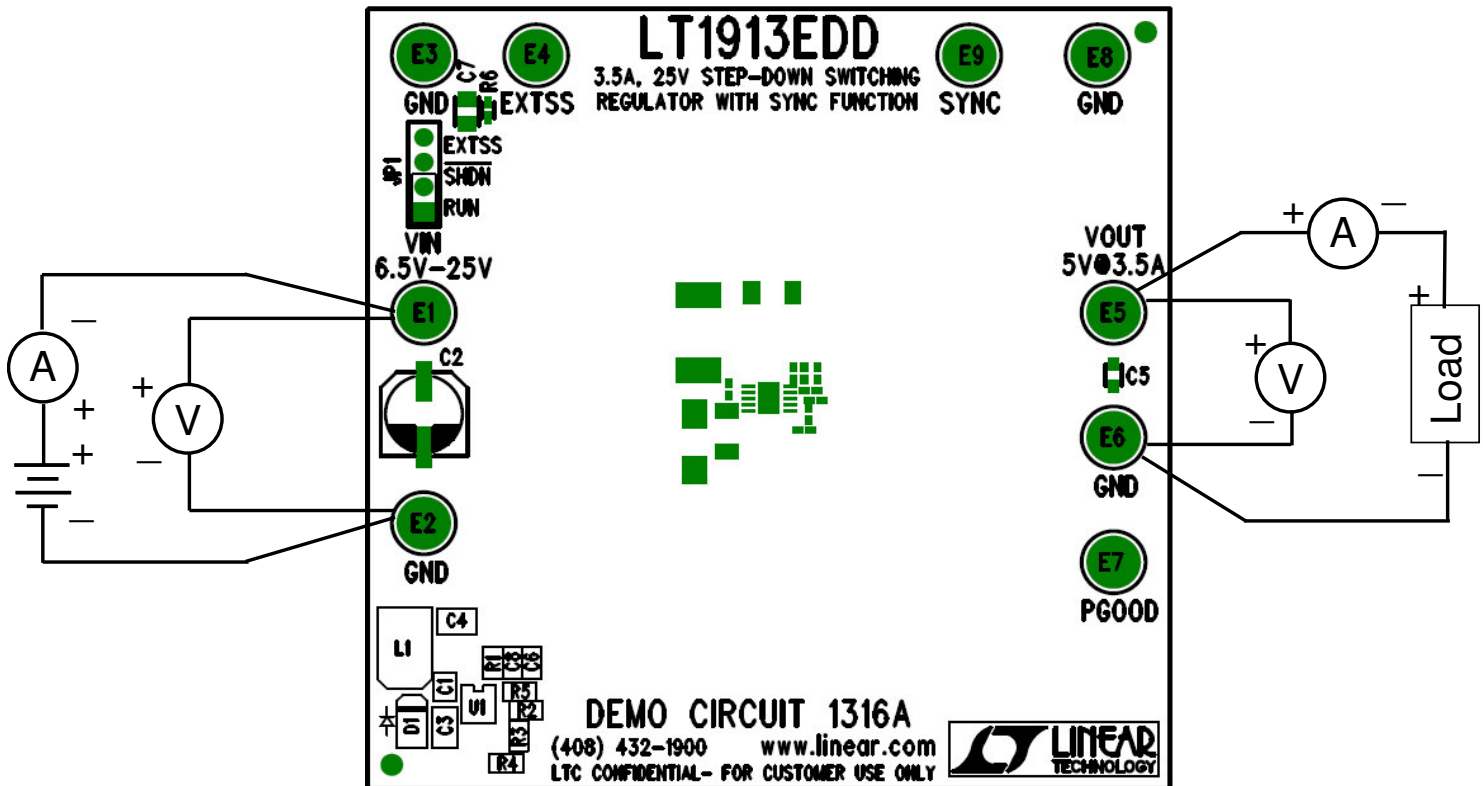 E3
E4
LT1913EDD
E9
E8
3.5A, 25V STEP-DOWN SWITCHING
REGULATOR WITH SYNC FUNCTION
GND
C7
R6
EXTSS
SYNC
GND
JP1
EXTSS
SHDN
RUN
VIN
6.5V-25V
E1
C2
E2
GND
A
+
−
V
+
−
+
−
VOUT
5V@3.5A
E5
C5
E6
GND
E7
PGOOD
+
A
−
+
V
−
+
Load
−
L1
C4
R1
C8
C6
C1
U1
R5
R2
D1
C3
R3
R4
DEMO CIRCUIT 1316A
(408) 432-1900 www.linear.com
LTC CONFIDENTIAL- FOR CUSTOMER USE ONLY
LT LINEAR
TECHNOLOGY